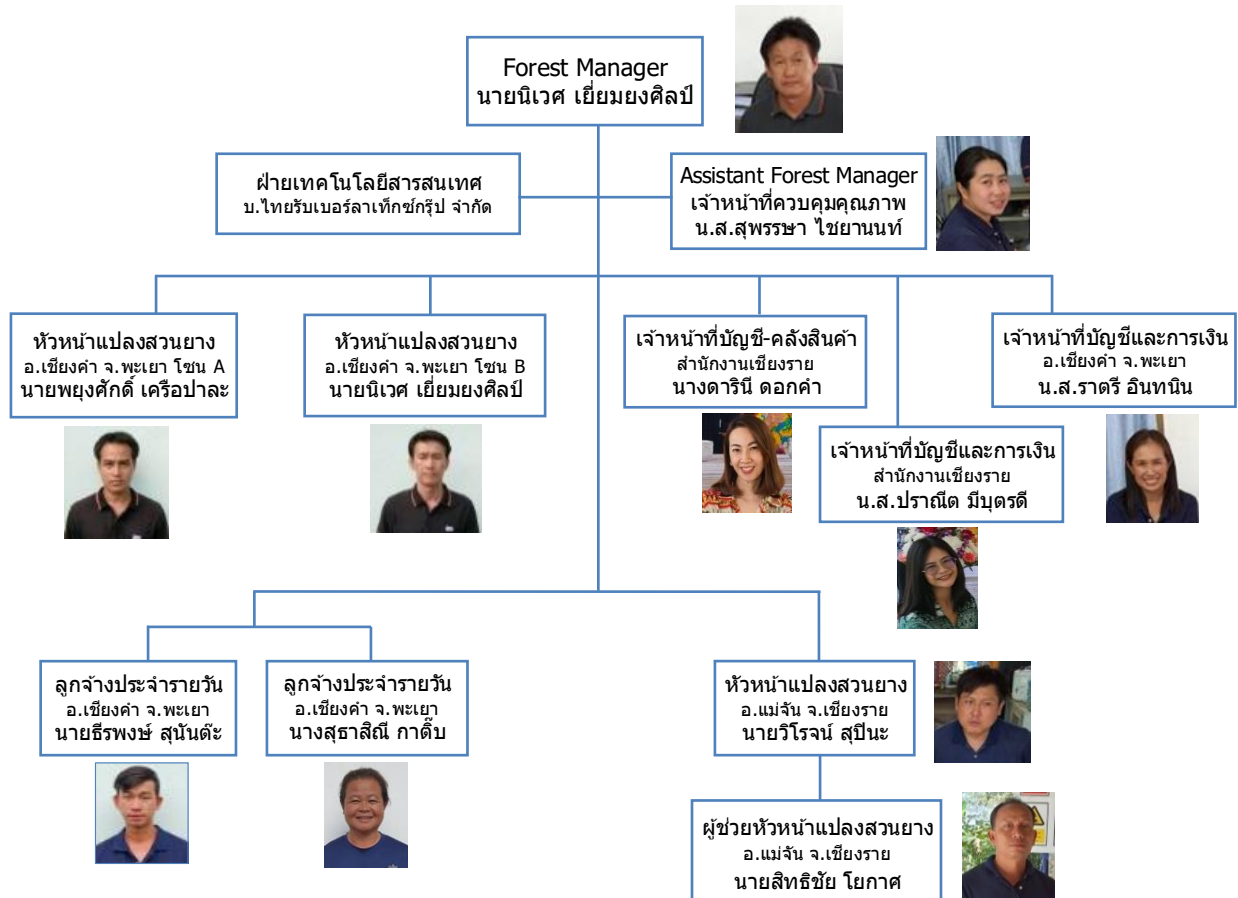 Forest Manager
นายนิเวศ เยี่ยมยงศิลป์
ฝ่ายเทคโนโลยีสารสนเทศ
บ.ไทยรับเบอร์ลาเท็กซ์กรุ๊ป จำกัด
Assistant Forest Manager
เจ้าหน้าที่ควบคุมคุณภาพ
น.ส.สุพรรษา ไชยานนท์
หัวหน้าแปลงสวนยาง
อ.เชียงคำ จ.พะเยา โซน A
นายพยุงศักดิ์ เครือปาละ
หัวหน้าแปลงสวนยาง
อ.เชียงคำ จ.พะเยา โซน B
นายนิเวศ เยี่ยมยงศิลป์
เจ้าหน้าที่บัญชี-คลังสินค้า
สำนักงานเชียงราย
นางดารินี ดอกคำ
เจ้าหน้าที่บัญชีและการเงิน
สำนักงานเชียงราย
น.ส.ปราณีต มีบุตรดี
เจ้าหน้าที่บัญชีและการเงิน
อ.เชียงคำ จ.พะเยา
น.ส.ราตรี อินทนิน
ลูกจ้างประจำรายวัน
อ.เชียงคำ จ.พะเยา
นายธีรพงษ์ สุนันต๊ะ
ลูกจ้างประจำรายวัน
อ.เชียงคำ จ.พะเยา
นางสุธาสิณี กาติ๊บ
หัวหน้าแปลงสวนยาง
อ.แม่จัน จ.เชียงราย
นายวิโรจน์ สุปินะ
ผู้ช่วยหัวหน้าแปลงสวนยาง
อ.แม่จัน จ.เชียงราย
นายสิทธิชัย โยกาศ